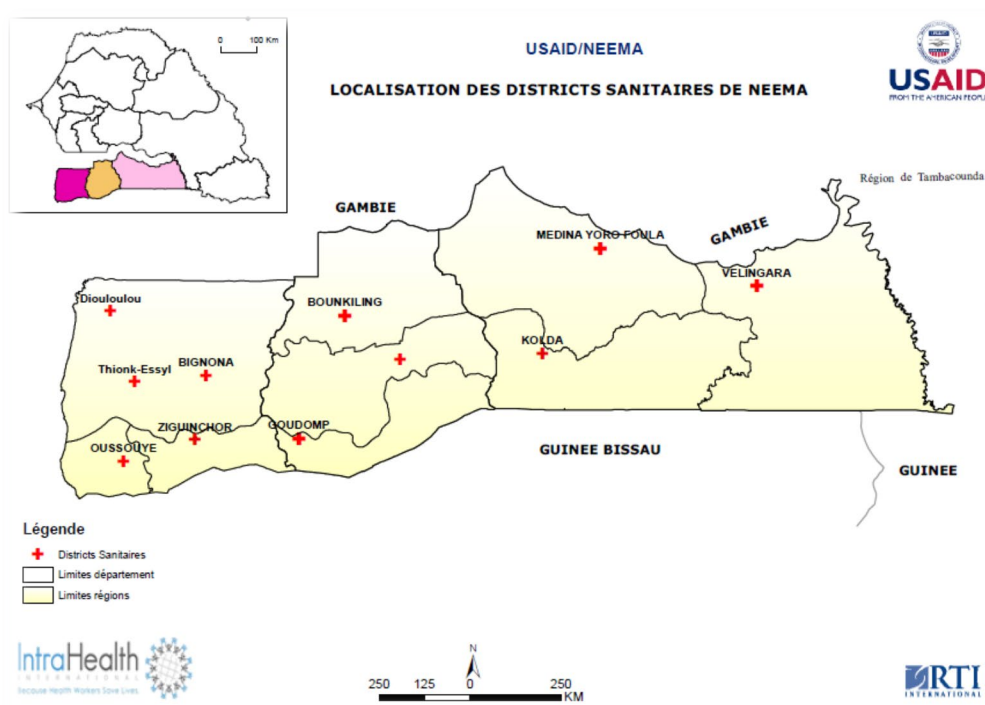 0 100 Km
USAID/NEEMA
LOCALISATION DES DISTRICTS SANITAIRES DE NEEMA
USAID
FROM THE AMERICAN PEOPLE
Région de Tambacounda
GAMBIE
GAMBIE
MEDINA YORO FOULA
VELINGARA
Diouloulou
BOUNKILING
KOLDA
Thionk-Essyl
BIGNONA
ZIGUINCHOR
GOUDOMP
OUSSOUYE
GUINEE BISSAU
GUINEE
Légende
Districts Sanitaires
Limites département
Limites régions
IntraHealth
INTERNATIONAL
Because Health Workers Save Lives.
N
250 125 0 250
KM
RTI
INTERNATIONAL